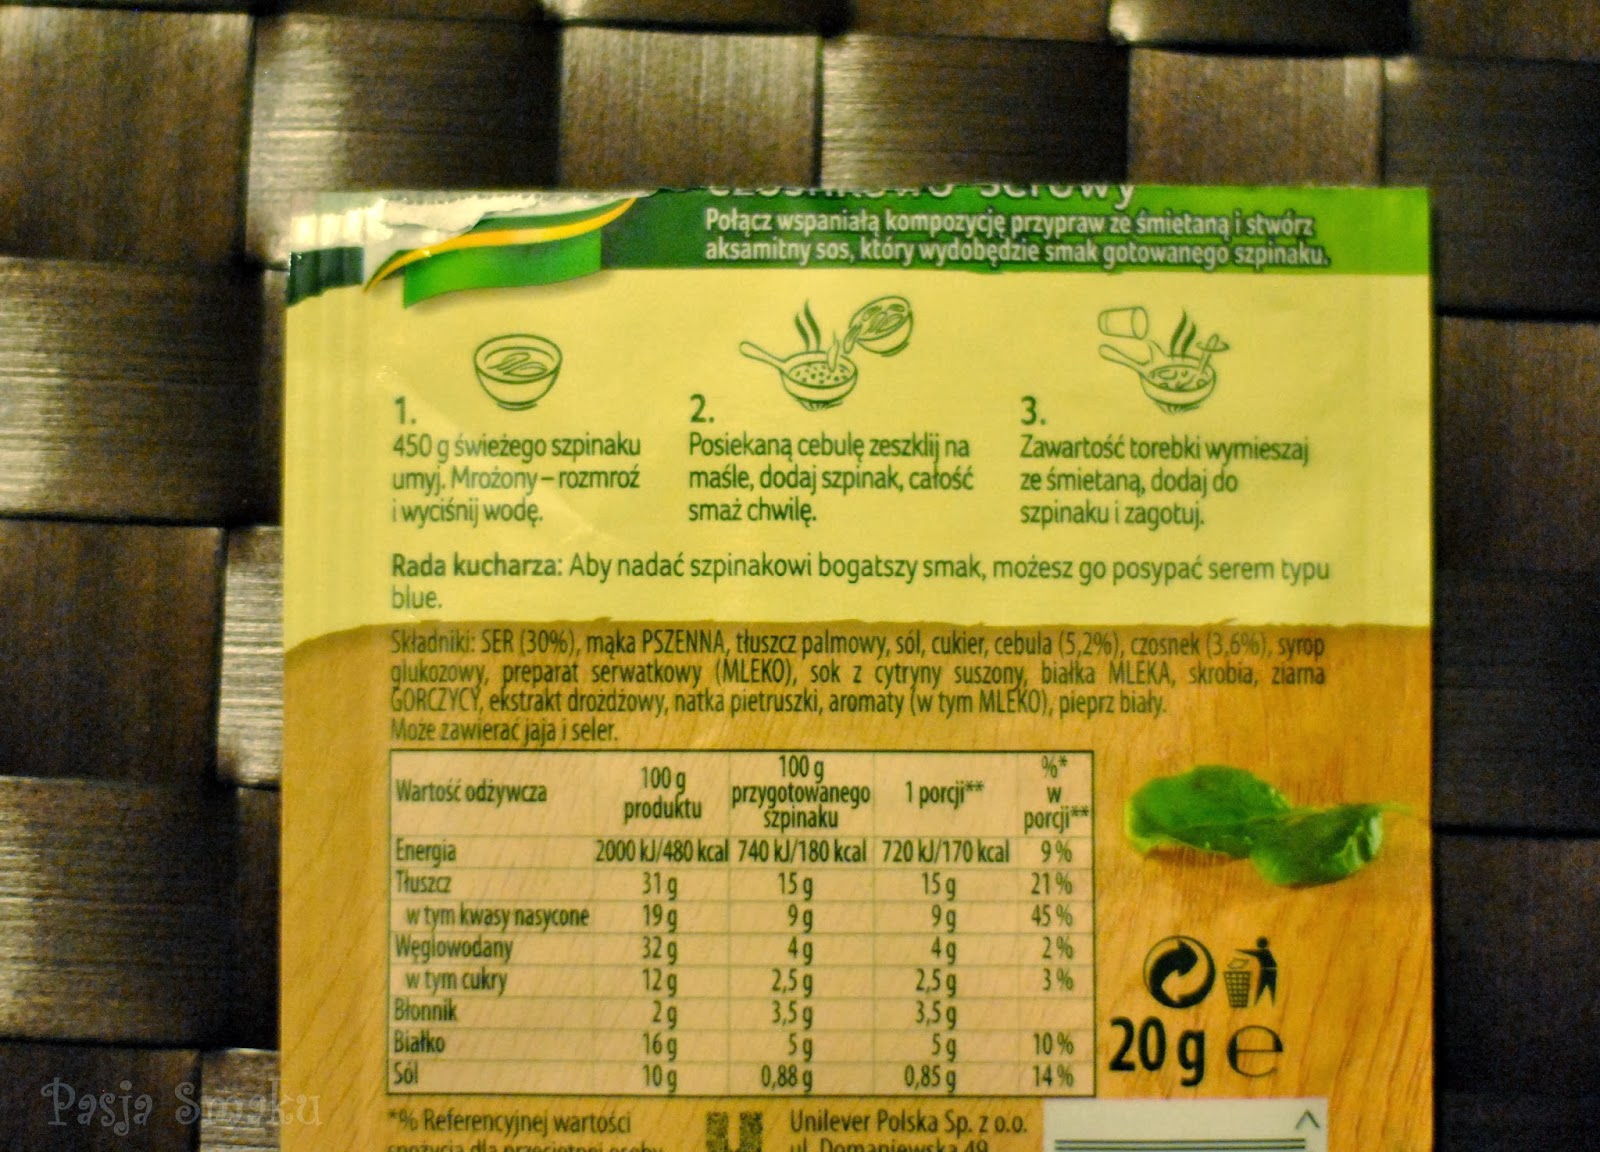 Połącz wspaniałą kompozycję przypraw ze śmietaną i stwórz
aksamitny sos, który wydobędzie smak gotowanego szpinaku.
1.
450 g świeżego szpinaku
umyj. Mrożony – rozmroź
i wyciśnij wodę.
2.
Posiekaną cebulę zeszklij na
maśle, dodaj szpinak, całość
smaż chwilę.
3.
Zawartość torebki wymieszaj
ze śmietaną, dodaj do
szpinaku i zagotuj.
Rada kucharza: Aby nadać szpinakowi bogatszy smak, możesz go posypać serem typu
blue.
Składniki: SER (30%), mąka PSZENNA, tłuszcz palmowy, sól, cukier, cebula (5,2%), czosnek (3,6%), syrop
glukozowy, preparat serwatkowy (MLEKO), sok z cytryny suszony, białka MLEKA, skrobia, ziarna
GORCZYCY, ekstrakt drożdżowy, natka pietruszki, aromaty (w tym MLEKO), pieprz biały.
Może zawierać jaja i seler.
Wartość odżywcza 100 g produktu 100 g przygotowanego szpinaku 1 porcji** %* w porcji**
Energia 2000 kJ/480 kcal 740 kJ/180 kcal 720 kJ/170 kcal 9 %
Tłuszcz 31 g 15 g 15 g 21 %
w tym kwasy nasycone 19 g 9 g 9 g 45 %
Węglowodany 32 g 4 g 4 g 2 %
w tym cukry 12 g 2,5 g 2,5 g 3 %
Błonnik 2 g 3,5 g 3,5 g
Białko 16 g 5 g 5 g 10 %
Sól 10 g 0,88 g 0,85 g 14 %
20 g e
*% Referencyjnej wartości
spożycia dla przeciętnej osoby
Unilever Polska Sp. z o.o.
ul. Domaniewska 49
Pasja Smaku